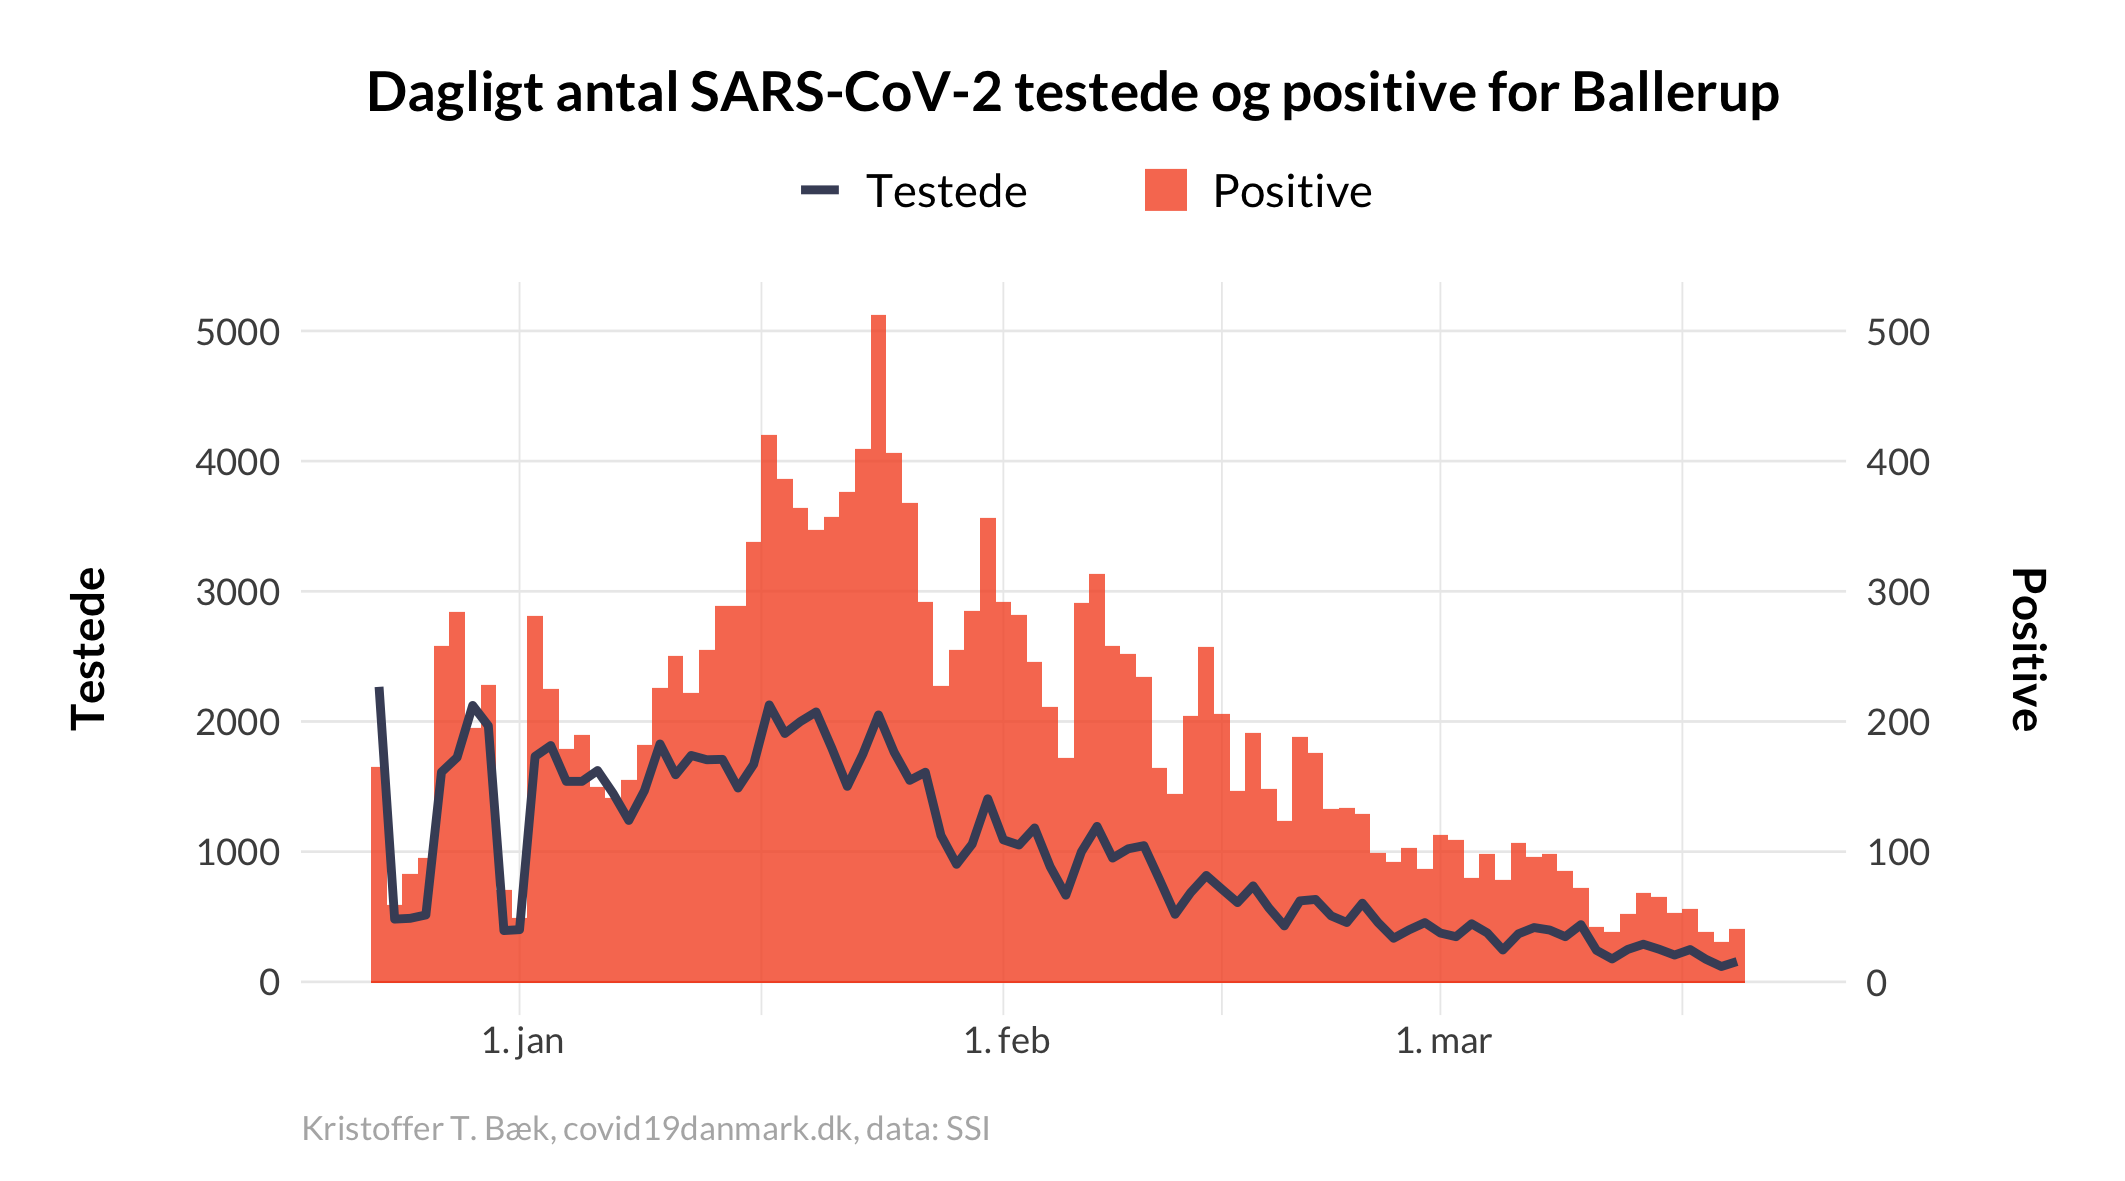 Dagligt antal SARS-CoV-2 testede og positive for Ballerup
Testede
Positive
5000
4000
3000
2000
1000
0
500
400
300
200
100
0
Testede
Positive
1. jan
1. feb
1. mar
Kristoffer T. Bæk, covid19danmark.dk, data: SSI